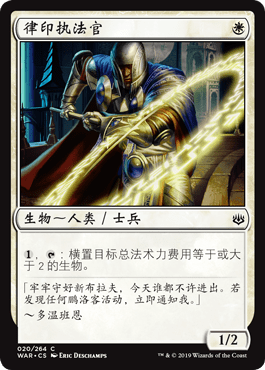 律印执法官
生物～人类 / 士兵
1，：横置目标总法术力费用等于或大
于2的生物。
「牢牢守好新布拉夫，今天谁都不许进出。若
发现任何鹏洛客活动，立即通知我。」
～多温班恩
1/2
020/264 C
WAR • CS ERIC DESCHAMPS
™ & © 2019 Wizards of the Coast